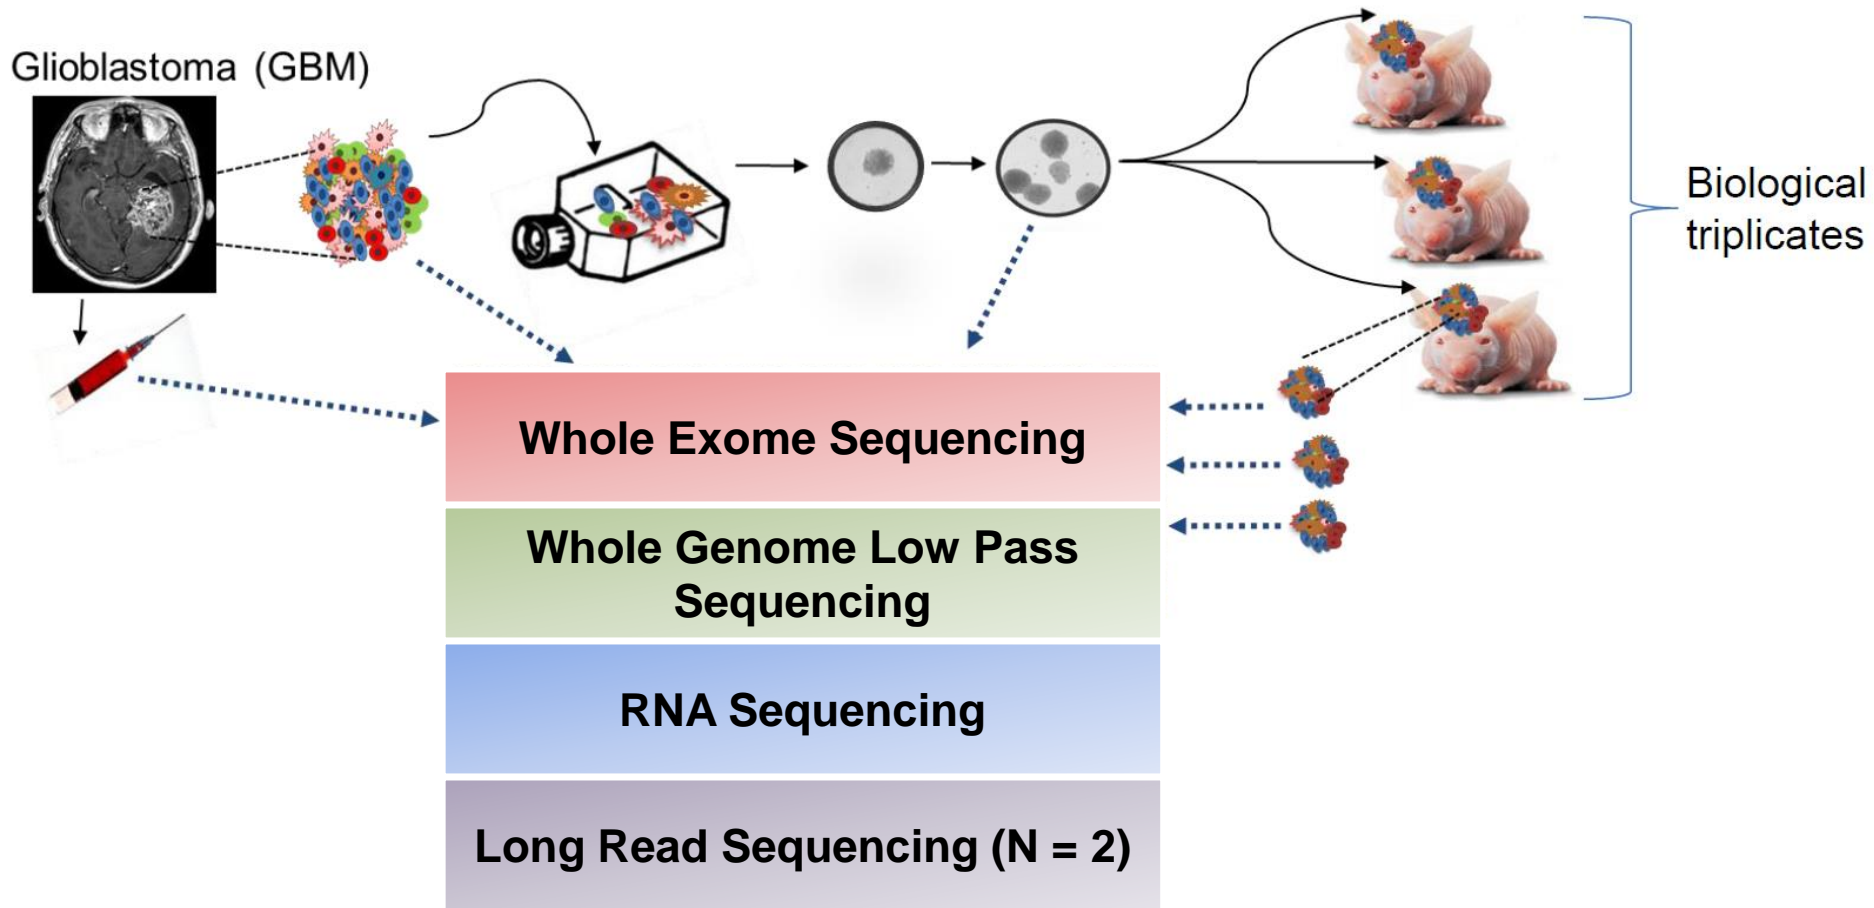 Glioblastoma (GBM)
Biological
triplicates
Whole Exome Sequencing
Whole Genome Low Pass
Sequencing
RNA Sequencing
Long Read Sequencing (N = 2)